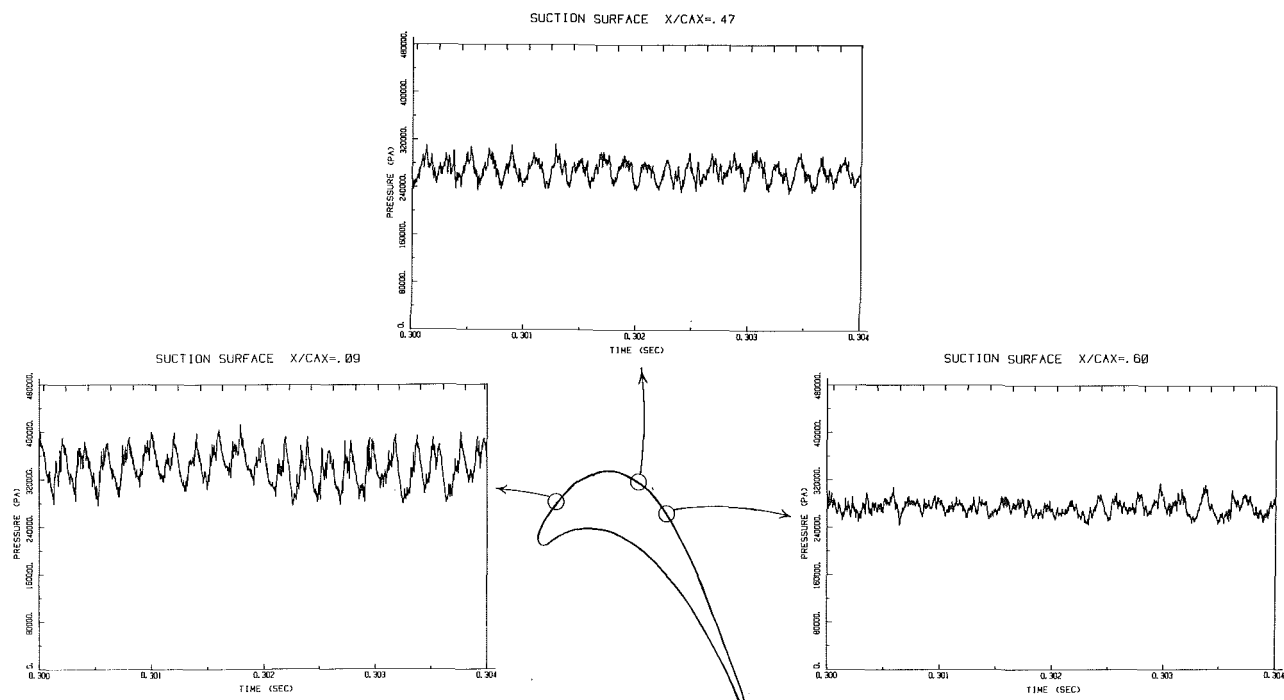 SUCTION SURFACE X/CAX=.47
PRESSURE (PA)
480000.
400000.
320000.
240000.
160000.
80000.
0.
0.300 0.301 0.302 0.303 0.304
TIME (SEC)
SUCTION SURFACE X/CAX=.09
PRESSURE (PA)
480000.
400000.
320000.
240000.
160000.
80000.
0.
0.300 0.301 0.302 0.303 0.304
TIME (SEC)
SUCTION SURFACE X/CAX=.60
PRESSURE (PA)
480000.
400000.
320000.
240000.
160000.
80000.
0.
0.300 0.301 0.302 0.303 0.304
TIME (SEC)